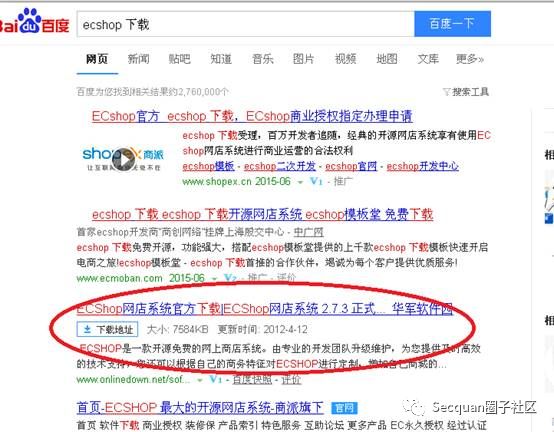 Bai du 百度
ecshop 下载
百度一下
网页 新闻 贴吧 知道 音乐 图片 视频 地图 文库 更多»
百度为您找到相关结果约2,760,000个
搜索工具
ECshop官方 ecshop 下载，ECShop商业授权指定办理申请
ecshop 下载受理，百万开发者追随，经典的开源网店系统享有使用EC
shop网店系统进行商业运营的合法权利
ecshop模板 - ecshop二次开发 - ecshop官网 - ecshop开发中心
shopex 商派
让互联网
无处不在
www.shopex.cn 2015-06 V1 - 推广
ecshop 下载 ecshop 下载开源网店系统 ecshop模板堂 免费下载
首家ecshop开发商"商创网络"挂牌上海股交中心 - 中广网
ecshop 下载免费开源，功能强大，搭配ecshop模板堂提供的上千款ecshop 下载模板快速开启
电商之旅!ecshop模板堂 - ecshop 下载首推的合作伙伴，竭诚为每个客户提供优质服务!
www.ecmoban.com 2015-06 V2 - 推广 - 评价
ECShop网店系统官方下载|ECShop网店系统 2.7.3 正式... 华军软件园
下载地址 大小: 7584KB 更新时间: 2012-4-12
ECSHOP是一款开源免费的网上商店系统。由专业的开发团队升级维护，为您提供及时高效
的技术支持，您还可以根据自己的商务特征对ECSHOP进行定制，增加自己商城的...
www.onlinedown.net/sof... V1 - 百度快照 - 评价
首页-ECSHOP 最大的开源网店系统-商派旗下 官网
软件 下载 商业授权 装修保 产品索引 特色服务 互助论坛 更多产品 EC永久授权 经过认证
Secquan圈子社区
相
相